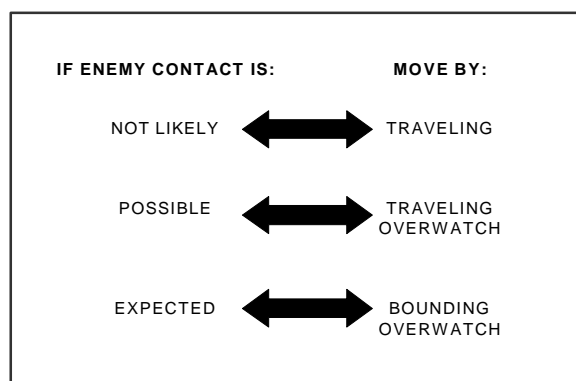 IF ENEMY CONTACT IS: MOVE BY:
NOT LIKELY TRAVELING
POSSIBLE TRAVELING
OVERWATCH
EXPECTED BOUNDING
OVERWATCH